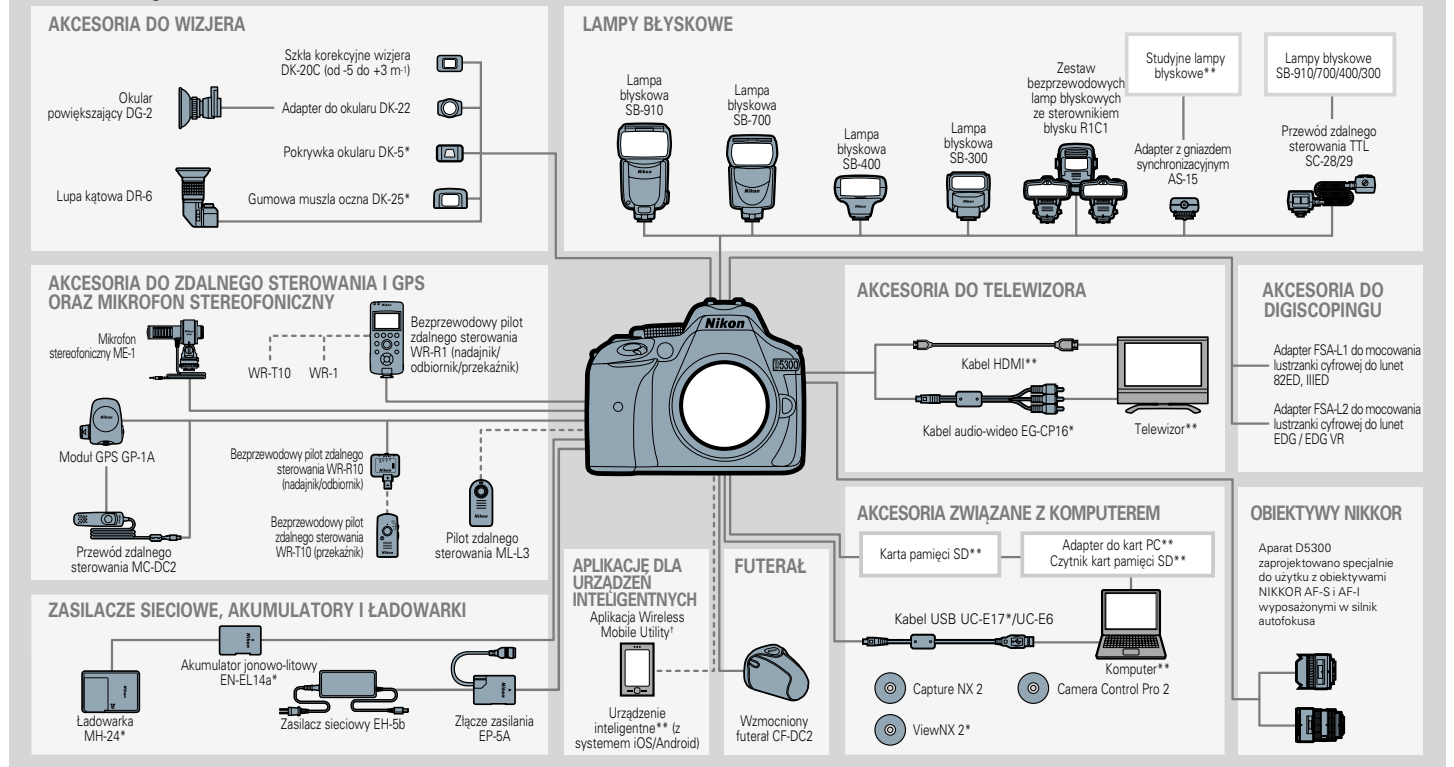 AKCESORIA DO WIZJERA
Szkła korekcyjne wizjera
DK-20C (od -5 do +3 m-1)
Okular
powiększający DG-2
Adapter do okularu DK-22
Pokrywka okularu DK-5*
Lupa kątowa DR-6
Gumowa muszla oczna DK-25*
LAMPY BŁYSKOWE
Lampa
błyskowa
SB-910
Lampa
błyskowa
SB-700
Lampa
błyskowa
SB-400
Lampa
błyskowa
SB-300
Zestaw
bezprzewodowych
lamp błyskowych
ze sterownikiem
błysku R1C1
Studyjne lampy
błyskowe**
Adapter z gniazdem
synchronizacyjnym
AS-15
Lampy błyskowe
SB-910/700/400/300
Przewód zdalnego
sterowania TTL
SC-28/29
AKCESORIA DO ZDALNEGO STEROWANIA I GPS
ORAZ MIKROFON STEREOFONICZNY
Mikrofon
stereofoniczny ME-1
WR-T10
WR-1
Bezprzewodowy pilot
zdalnego sterowania
WR-R1 (nadajnik/
odbiornik/przekaźnik)
Moduł GPS GP-1A
Bezprzewodowy pilot zdalnego
sterowania WR-R10
(nadajnik/odbiornik)
Przewód zdalnego
sterowania MC-DC2
Bezprzewodowy pilot
zdalnego sterowania
WR-T10 (przekaźnik)
Pilot zdalnego
sterowania ML-L3
Nikon
D5300
AKCESORIA DO TELEWIZORA
Kabel HDMI**
Kabel audio-wideo EG-CP16*
Telewizor**
AKCESORIA DO
DIGISCOPINGU
Adapter FSA-L1 do mocowania
lustrzanki cyfrowej do lunet
82ED, IIIED
Adapter FSA-L2 do mocowania
lustrzanki cyfrowej do lunet
EDG / EDG VR
ZASILACZE SIECIOWE, AKUMULATORY I ŁADOWARKI
Akumulator jonowo-litowy
EN-EL14a*
Ładowarka
MH-24*
Zasilacz sieciowy EH-5b
Złącze zasilania
EP-5A
APLIKACJE DLA
URZĄDZEŃ
INTELIGENTNYCH
Aplikacja Wireless
Mobile Utility†
Urządzenie
inteligentne** (z
systemem iOS/Android)
FUTERAŁ
Wzmocniony
futerał CF-DC2
AKCESORIA ZWIĄZANE Z KOMPUTEREM
Karta pamięci SD**
Adapter do kart PC**
Czytnik kart pamięci SD**
Kabel USB UC-E17*/UC-E6
Komputer**
Capture NX 2
Camera Control Pro 2
ViewNX 2*
OBIEKTYWY NIKKOR
Aparat D5300
zaprojektowano specjalnie
do użytku z obiektywami
NIKKOR AF-S i AF-I
wyposażonymi w silnik
autofokusa